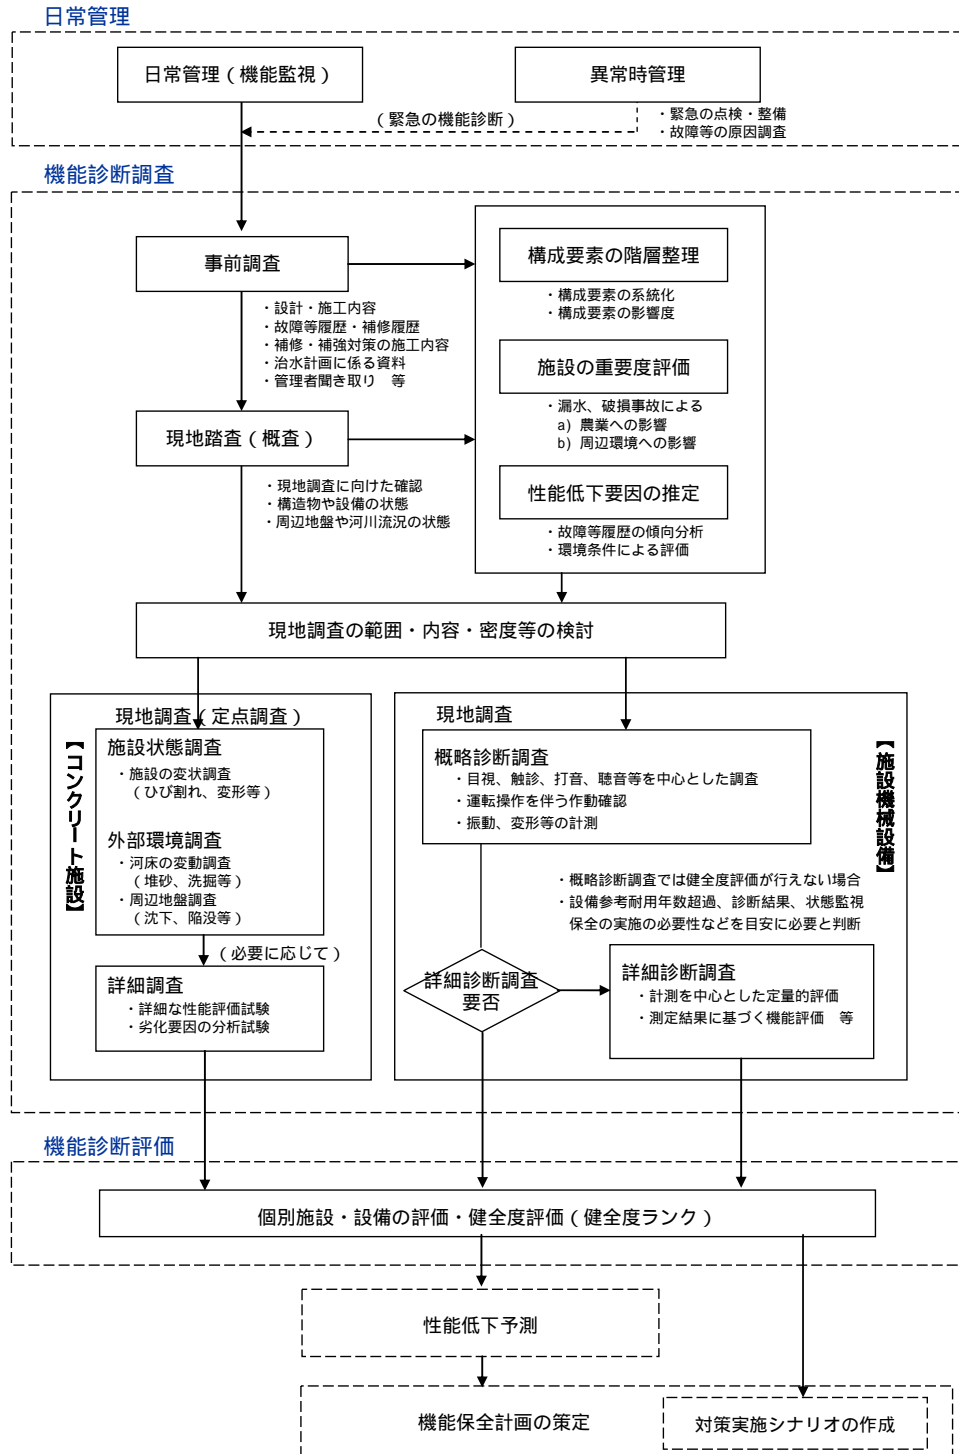 日常管理
日常管理（機能監視）
異常時管理
（緊急の機能診断）
・緊急の点検・整備
・故障等の原因調査
機能診断調査
事前調査
・設計・施工内容
・故障等履歴・補修履歴
・補修・補強対策の施工内容
・治水計画に係る資料
・管理者聞き取り　等
構成要素の階層整理
・構成要素の系統化
・構成要素の影響度
施設の重要度評価
・漏水、破損事故による
a) 農業への影響
b) 周辺環境への影響
現地踏査（概査）
・現地調査に向けた確認
・構造物や設備の状態
・周辺地盤や河川流況の状態
性能低下要因の推定
・故障等履歴の傾向分析
・環境条件による評価
現地調査の範囲・内容・密度等の検討
【コンクリート施設】
現地調査（定点調査）
施設状態調査
・施設の変状調査
（ひび割れ、変形等）
外部環境調査
・河床の変動調査
（堆砂、洗掘等）
・周辺地盤調査
（沈下、陥没等）
（必要に応じて）
詳細調査
・詳細な性能評価試験
・劣化要因の分析試験
【施設機械設備】
現地調査
概略診断調査
・目視、触診、打音、聴音等を中心とした調査
・運転操作を伴う作動確認
・振動、変形等の計測
・概略診断調査では健全度評価が行えない場合
・設備参考耐用年数超過、診断結果、状態監視
保全の実施の必要性などを目安に必要と判断
詳細診断調査
要否
詳細診断調査
・計測を中心とした定量的評価
・測定結果に基づく機能評価　等
機能診断評価
個別施設・設備の評価・健全度評価（健全度ランク）
性能低下予測
機能保全計画の策定
対策実施シナリオの作成